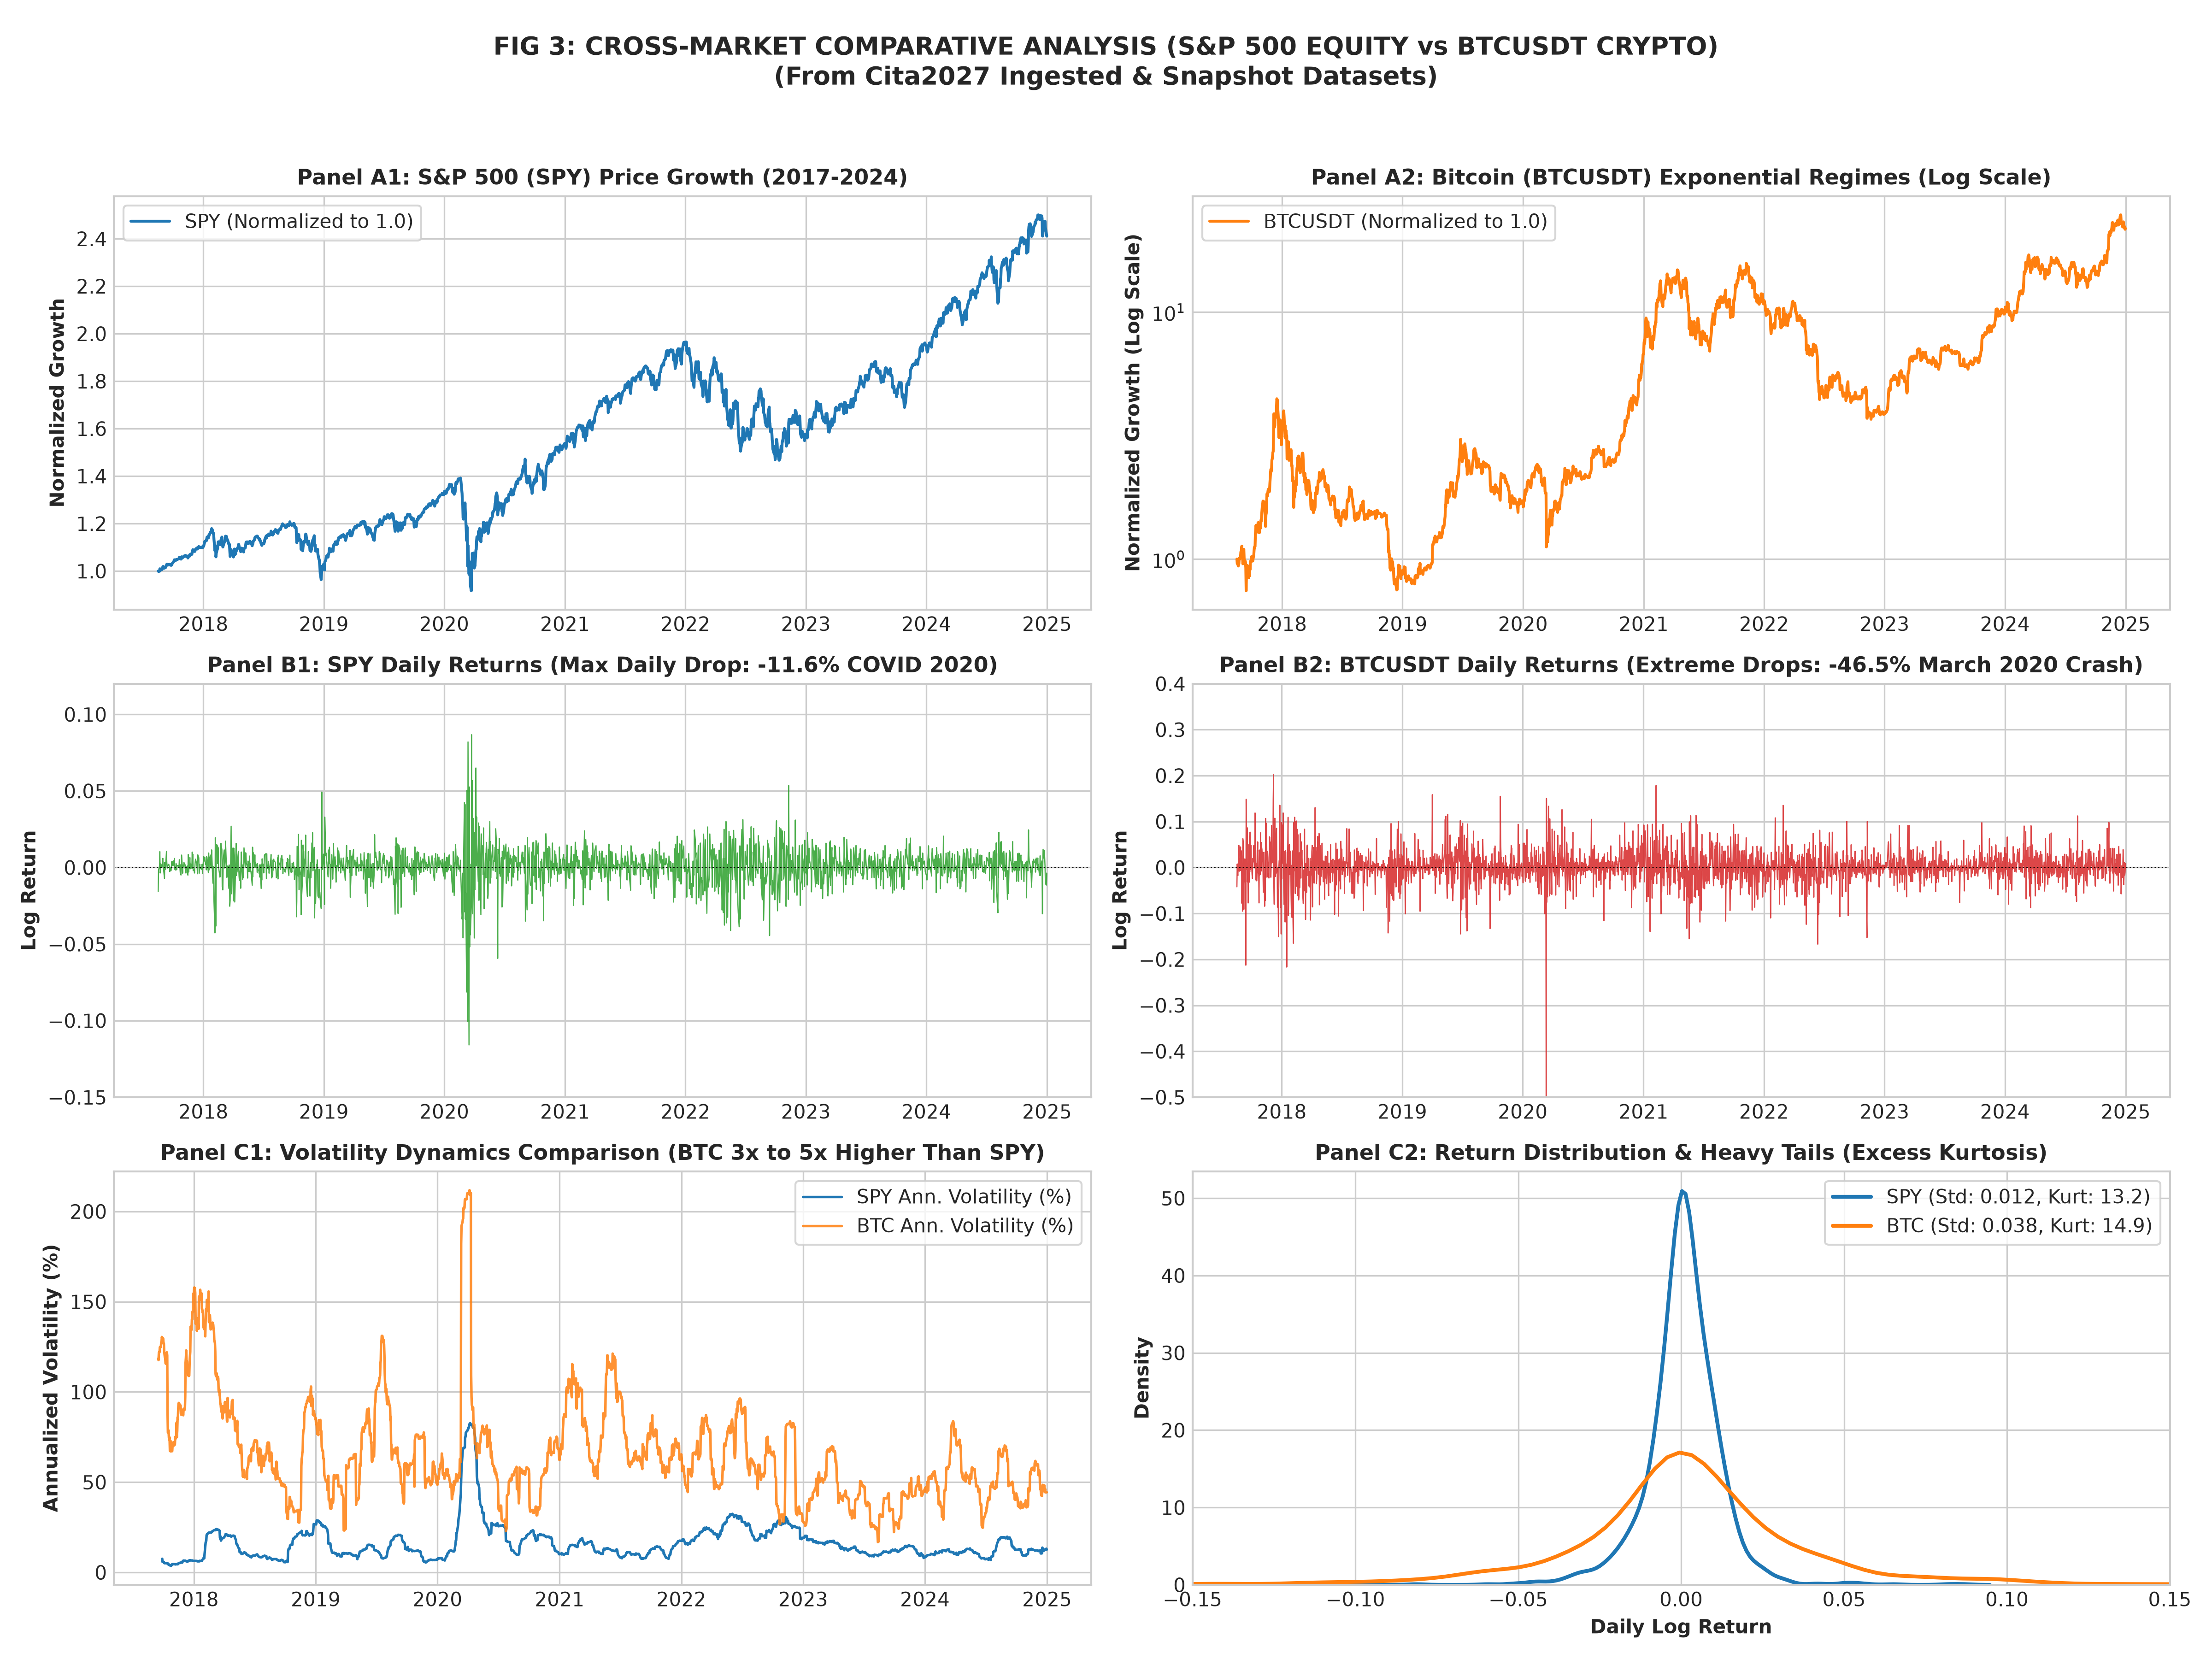 FIG 3: CROSS-MARKET COMPARATIVE ANALYSIS (S&P 500 EQUITY vs BTCUSDT CRYPTO)
(From Cita2027 Ingested & Snapshot Datasets)
Panel A1: S&P 500 (SPY) Price Growth (2017-2024)
SPY (Normalized to 1.0)
Normalized Growth
2.4
2.2
2.0
1.8
1.6
1.4
1.2
1.0
2018 2019 2020 2021 2022 2023 2024 2025
Panel A2: Bitcoin (BTCUSDT) Exponential Regimes (Log Scale)
BTCUSDT (Normalized to 1.0)
Normalized Growth (Log Scale)
10¹
10⁰
2018 2019 2020 2021 2022 2023 2024 2025
Panel B1: SPY Daily Returns (Max Daily Drop: -11.6% COVID 2020)
Log Return
0.10
0.05
0.00
−0.05
−0.10
−0.15
2018 2019 2020 2021 2022 2023 2024 2025
Panel B2: BTCUSDT Daily Returns (Extreme Drops: -46.5% March 2020 Crash)
Log Return
0.4
0.3
0.2
0.1
0.0
−0.1
−0.2
−0.3
−0.4
−0.5
2018 2019 2020 2021 2022 2023 2024 2025
Panel C1: Volatility Dynamics Comparison (BTC 3x to 5x Higher Than SPY)
SPY Ann. Volatility (%)
BTC Ann. Volatility (%)
Annualized Volatility (%)
200
150
100
50
0
2018 2019 2020 2021 2022 2023 2024 2025
Panel C2: Return Distribution & Heavy Tails (Excess Kurtosis)
SPY (Std: 0.012, Kurt: 13.2)
BTC (Std: 0.038, Kurt: 14.9)
Density
50
40
30
20
10
0
−0.15 −0.10 −0.05 0.00 0.05 0.10 0.15
Daily Log Return